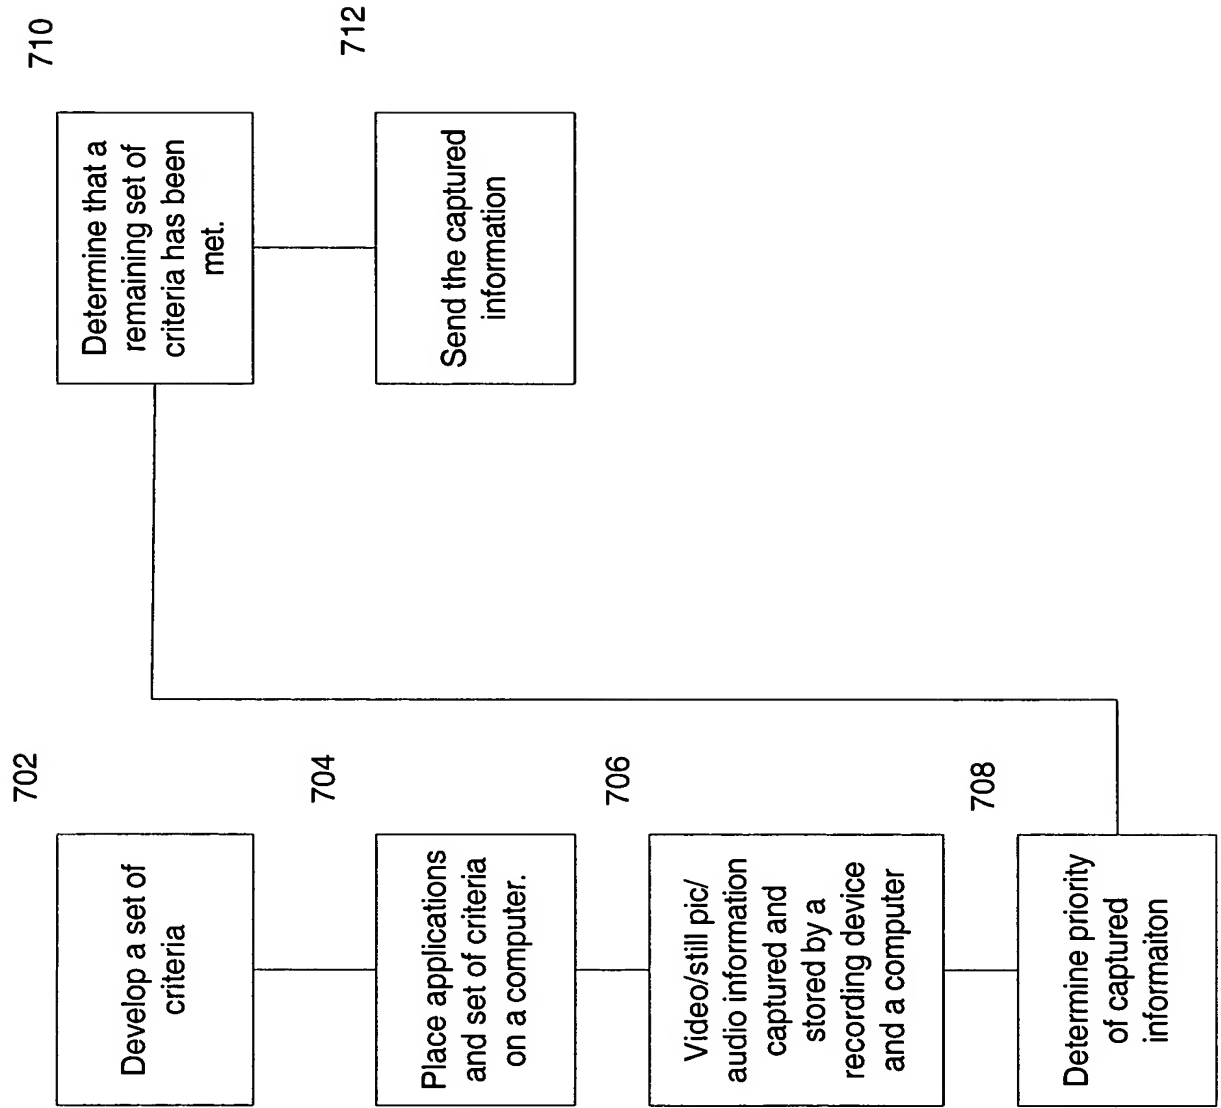 702
Develop a set of
criteria
704
Place applications
and set of criteria
on a computer.
706
Video/still pic/
audio information
captured and
stored by a
recording device
and a computer
708
Determine priority
of captured
informaiton
710
Determine that a
remaining set of
criteria has been
met.
712
Send the captured
information